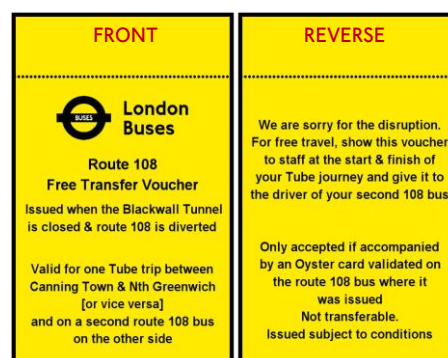 FRONT
BUSES
London
Buses
Route 108
Free Transfer Voucher
Issued when the Blackwall Tunnel
is closed & route 108 is diverted
Valid for one Tube trip between
Canning Town & Nth Greenwich
[or vice versa]
and on a second route 108 bus
on the other side
REVERSE
We are sorry for the disruption.
For free travel, show this voucher
to staff at the start & finish of
your Tube journey and give it to
the driver of your second 108 bus
Only accepted if accompanied
by an Oyster card validated on
the route 108 bus where it
was issued
Not transferable.
Issued subject to conditions